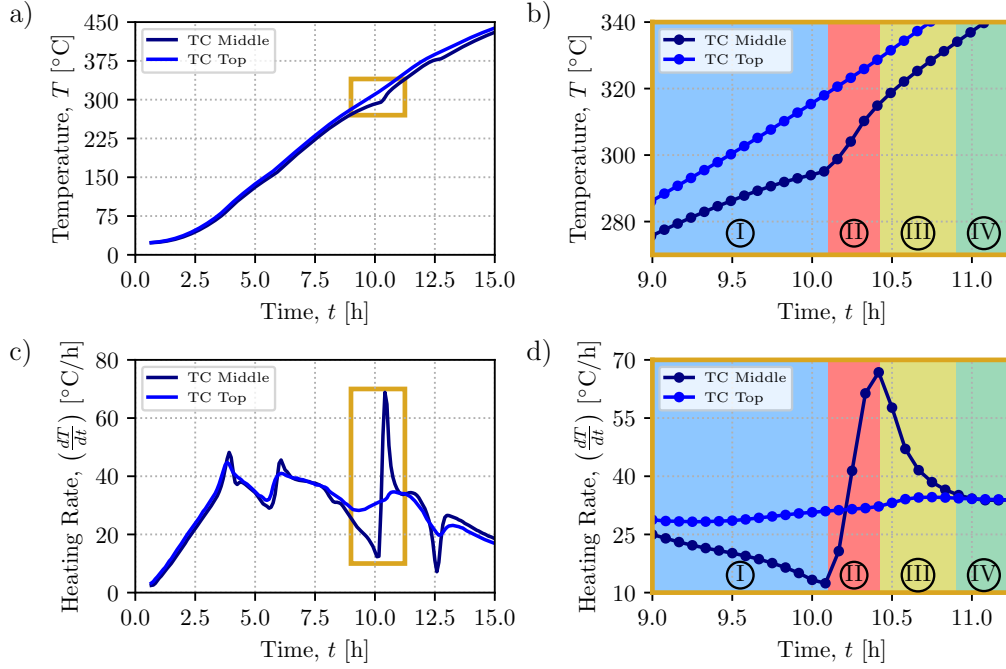 a)
Temperature, T [°C]
450
375
300
225
150
75
0
TC Middle
TC Top
0.0 2.5 5.0 7.5 10.0 12.5 15.0
Time, t [h]
b)
Temperature, T [°C]
340
320
300
280
TC Middle
TC Top
I II III IV
9.0 9.5 10.0 10.5 11.0
Time, t [h]
c)
Heating Rate, (dT/dt) [°C/h]
80
60
40
20
0
TC Middle
TC Top
0.0 2.5 5.0 7.5 10.0 12.5 15.0
Time, t [h]
d)
Heating Rate, (dT/dt) [°C/h]
70
55
40
25
10
TC Middle
TC Top
I II III IV
9.0 9.5 10.0 10.5 11.0
Time, t [h]